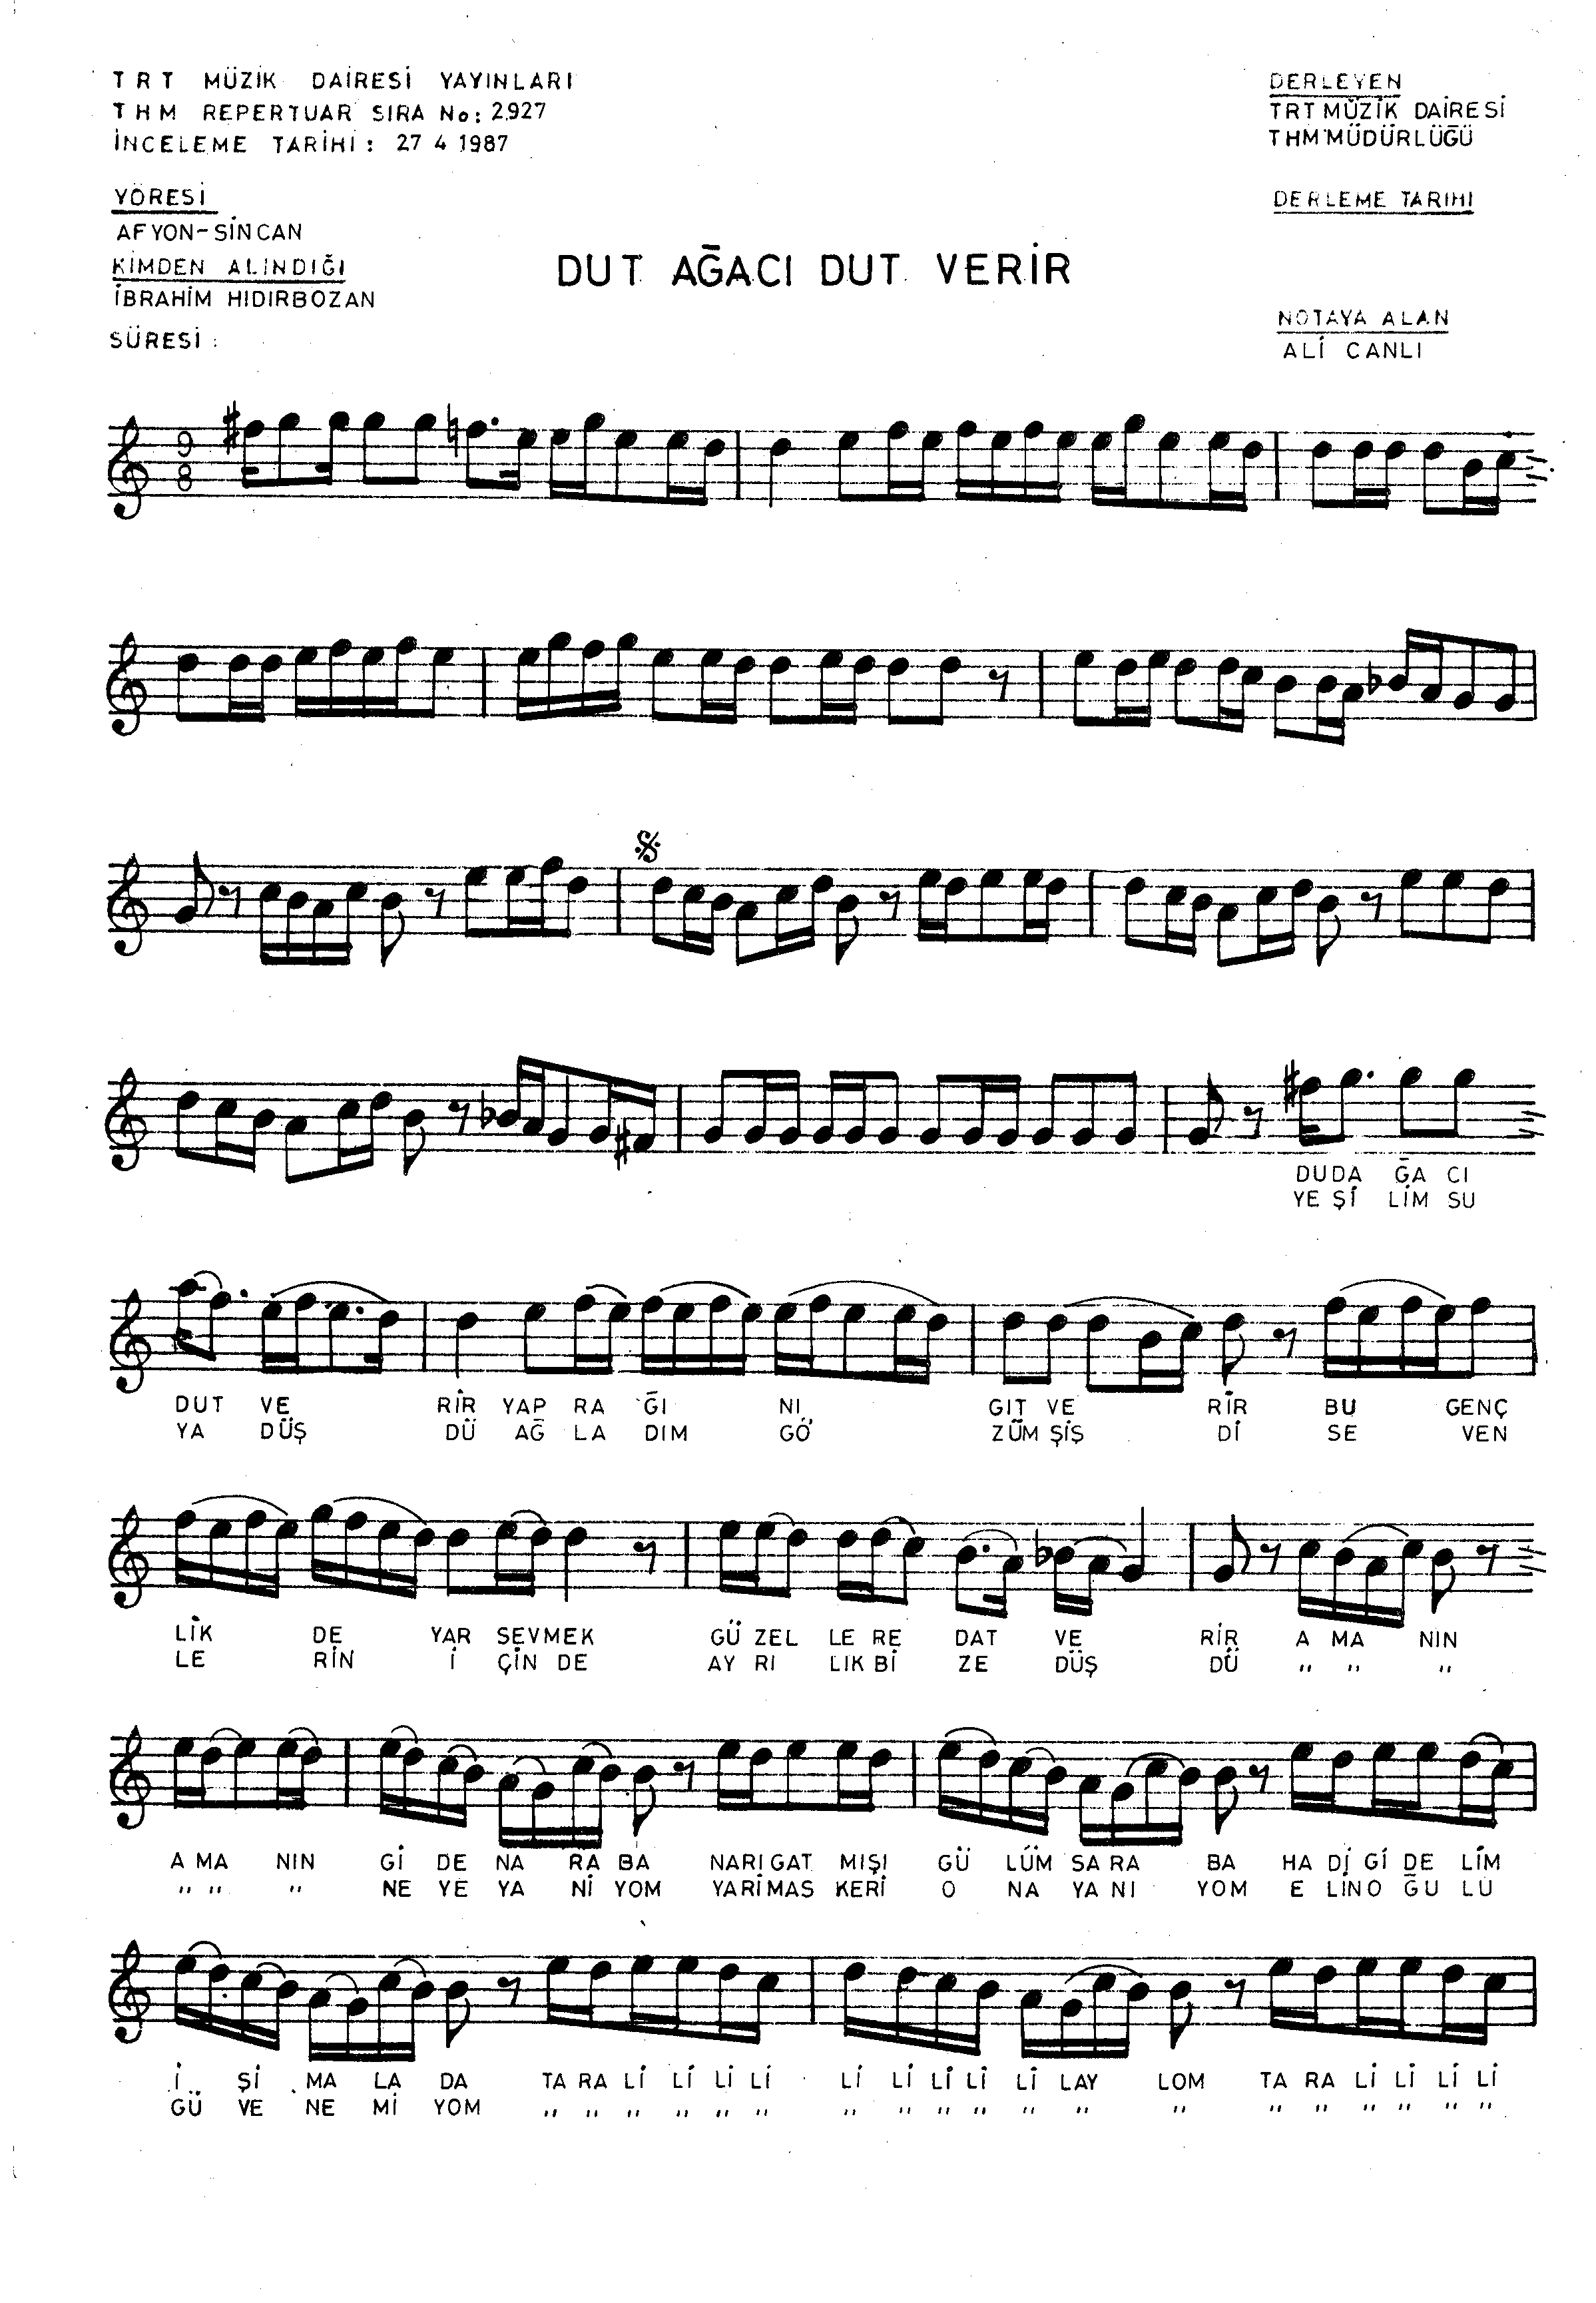 TRT MÜZİK DAİRESİ YAYINLARI
THM REPERTUAR SIRA No: 2927
İNCELEME TARİHİ: 27 4 1987
DERLEYEN
TRT MÜZİK DAİRESİ
THM MÜDÜRLÜĞÜ
YÖRESİ
AFYON-SİNCAN
DERLEME TARIHI
KİMDEN ALINDIĞI
İBRAHİM HIDIRBOZAN
DUT AĞACI DUT VERİR
SÜRESİ:
NOTAYA ALAN
ALİ CANLI
9
8
DUDA ĞA CI
YE Şİ LİM SU
DUT VE RİR YAP RA ĞI NI GIT VE RİR BU GENÇ
YA DÜŞ DÜ AĞ LA DIM GÖ ZÜM ŞİŞ Dİ SE VEN
LİK DE YAR SEVMEK GÜ ZEL LE RE DAT VE RİR A MA NIN
LE RİN İ ÇİN DE AY RI LIK Bİ ZE DÜŞ DÜ ,, ,, ,,
A MA NIN Gİ DE NA RA BA NARI GAT MIŞI GÜ LÜM SA RA BA HA Dİ Gİ DE LİM
,, ,, ,, NE YE YA NI YOM YARİ MAS KERİ O NA YA NI YOM E LİN O ĞU LU
İ Şİ MA LA DA TA RA Lİ Lİ Lİ Lİ Lİ Lİ Lİ Lİ Lİ LAY LOM TA RA Lİ Lİ Lİ Lİ
GÜ VE NE Mİ YOM ,, ,, ,, ,, ,, ,, ,, ,, ,, ,, ,, ,, ,, ,, ,, ,, ,, ,, ,,